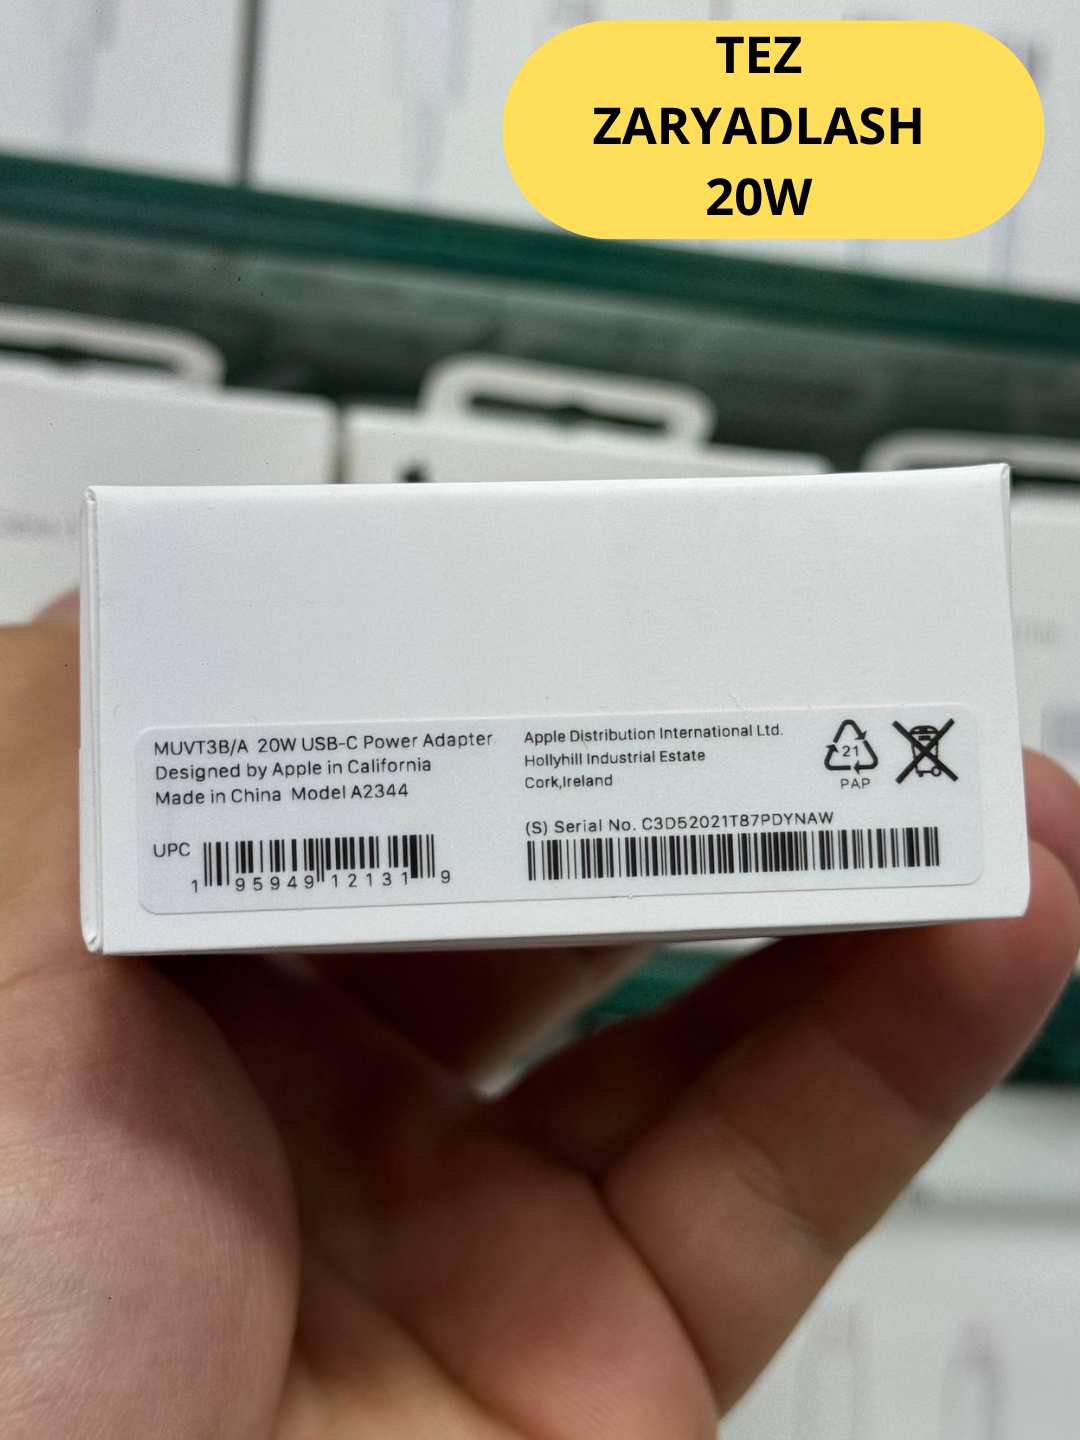 TEZ
ZARYADLASH
20W
MUVT3B/A 20W USB-C Power Adapter
Designed by Apple in California
Made in China Model A2344
Apple Distribution International Ltd.
Hollyhill Industrial Estate
Cork,Ireland
21
PAP
UPC
1 95949 12131 9
(S) Serial No. C3D52021T87PDYNAW